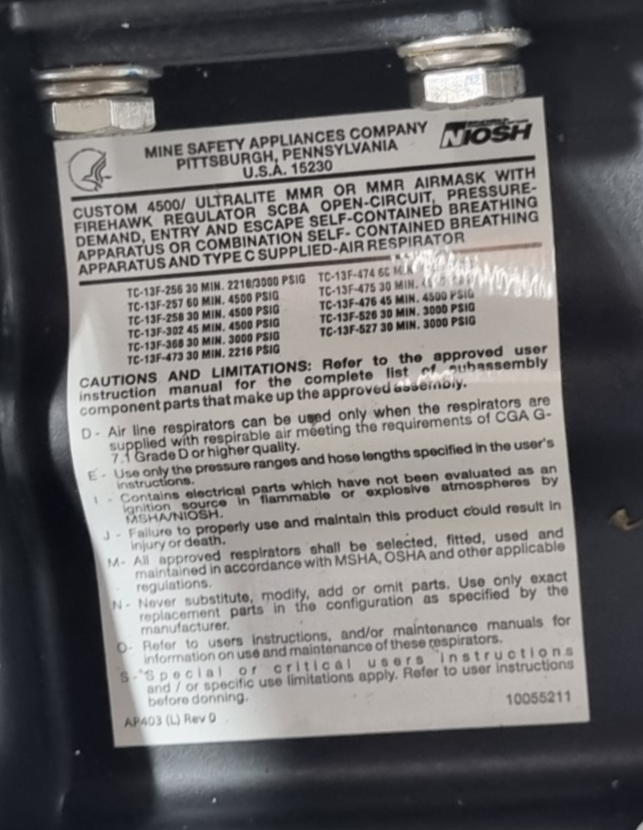 MINE SAFETY APPLIANCES COMPANY
PITTSBURGH, PENNSYLVANIA
U.S.A. 15230
NIOSH
CUSTOM 4500/ ULTRALITE MMR OR MMR AIRMASK WITH
FIREHAWK REGULATOR SCBA OPEN-CIRCUIT, PRESSURE-
DEMAND, ENTRY AND ESCAPE SELF-CONTAINED BREATHING
APPARATUS OR COMBINATION SELF- CONTAINED BREATHING
APPARATUS AND TYPE C SUPPLIED-AIR RESPIRATOR
TC-13F-256 30 MIN. 2216/3000 PSIG
TC-13F-257 60 MIN. 4500 PSIG
TC-13F-258 30 MIN. 4500 PSIG
TC-13F-302 45 MIN. 4500 PSIG
TC-13F-368 30 MIN. 3000 PSIG
TC-13F-473 30 MIN. 2216 PSIG
TC-13F-474
TC-13F-475 30 MIN. PSIG
TC-13F-476 45 MIN. 4500 PSIG
TC-13F-526 30 MIN. 3000 PSIG
TC-13F-527 30 MIN. 3000 PSIG
CAUTIONS AND LIMITATIONS: Refer to the approved user
instruction manual for the complete list of subassembly
component parts that make up the approved assembly.
D - Air line respirators can be used only when the respirators are
supplied with respirable air meeting the requirements of CGA G-
7.1 Grade D or higher quality.
E - Use only the pressure ranges and hose lengths specified in the user's
instructions.
I - Contains electrical parts which have not been evaluated as an
ignition source in flammable or explosive atmospheres by
MSHA/NIOSH.
J - Failure to properly use and maintain this product could result in
injury or death.
M- All approved respirators shall be selected, fitted, used and
maintained in accordance with MSHA, OSHA and other applicable
regulations.
N - Never substitute, modify, add or omit parts. Use only exact
replacement parts in the configuration as specified by the
manufacturer.
O- Refer to users instructions, and/or maintenance manuals for
information on use and maintenance of these respirators.
S - Special or critical users instructions
and / or specific use limitations apply. Refer to user instructions
before donning.
AP403 (L) Rev 0
10055211